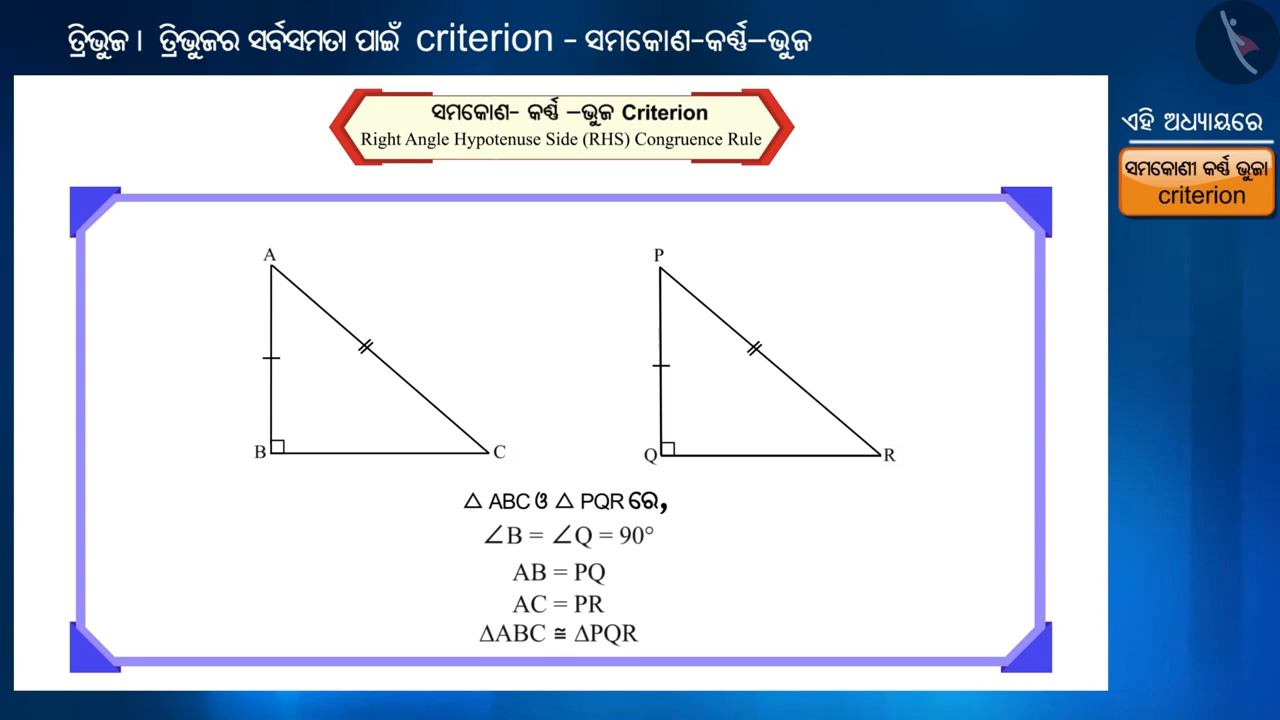 ତ୍ରିଭୁଜ। ତ୍ରିଭୁଜର ସର୍ବସମତା ପାଇଁ criterion - ସମକୋଣ-କର୍ଣ୍ଣ-ଭୁଜ
ସମକୋଣ- କର୍ଣ୍ଣ -ଭୁଜ Criterion
Right Angle Hypotenuse Side (RHS) Congruence Rule
ଏହି ଅଧ୍ୟାୟରେ
ସମକୋଣୀ କର୍ଣ୍ଣ ଭୁଜା
criterion
A
P
B
C
Q
R
△ ABC ଓ △ PQR ରେ,
∠B = ∠Q = 90°
AB = PQ
AC = PR
ΔABC ≅ ΔPQR